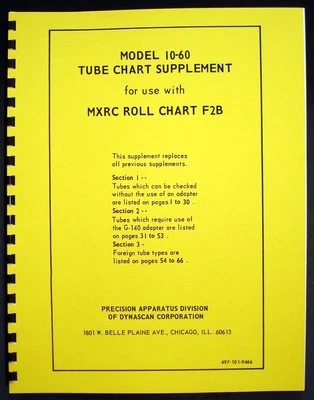 MODEL 10-60
TUBE CHART SUPPLEMENT
for use with
MXRC ROLL CHART F2B
This supplement replaces
all previous supplements.
Section 1 --
Tubes which can be checked
without the use of an adapter
are listed on pages 1 to 30 .
Section 2 --
Tubes which require use of
the G-140 adapter are listed
on pages 31 to 53 .
Section 3 -
Foreign tube types are
listed on pages 54 to 66 .
PRECISION APPARATUS DIVISION
OF DYNASCAN CORPORATION
1801 W. BELLE PLAINE AVE., CHICAGO, ILL. 60613
497-101-0466